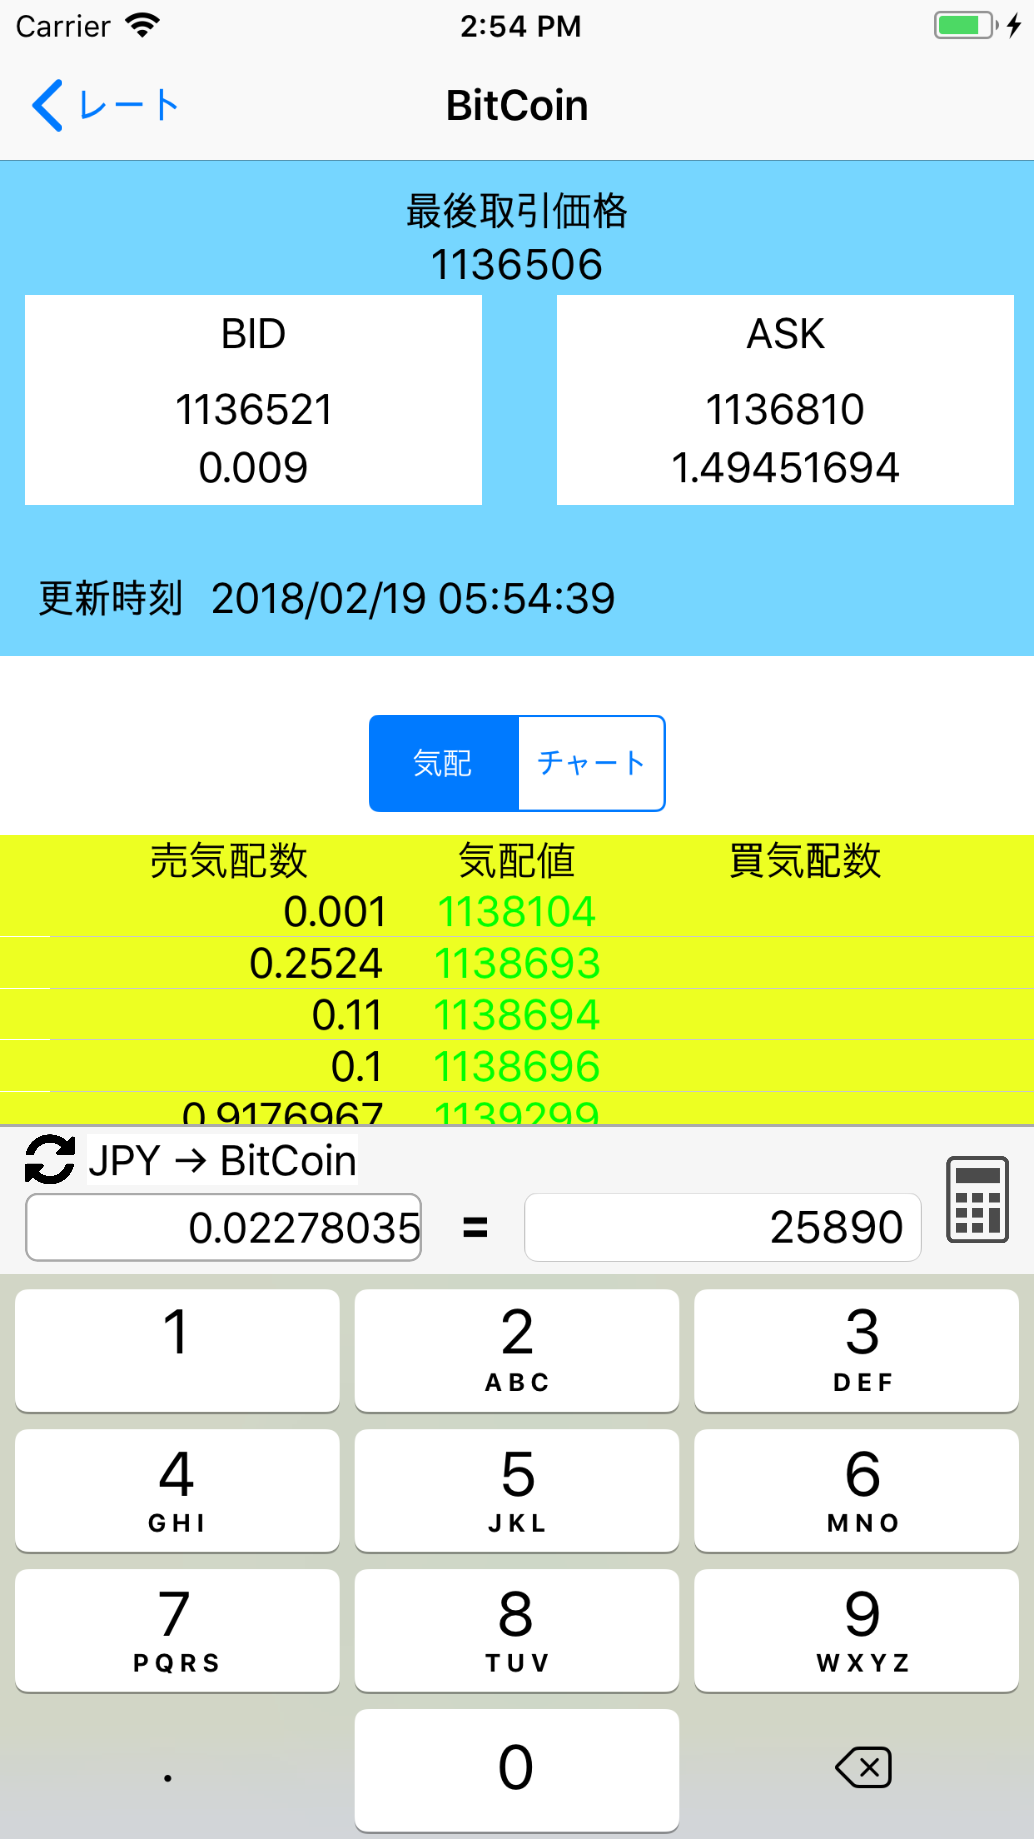 Carrier 2:54 PM
レート BitCoin
最後取引価格
1136506
BID ASK
1136521 1136810
0.009 1.49451694
更新時刻 2018/02/19 05:54:39
気配 チャート
売気配数 気配値 買気配数
0.001 1138104
0.2524 1138693
0.11 1138694
0.1 1138696
0.9176967 1139299
JPY → BitCoin
0.02278035 = 25890
1 2 3
ABC DEF
4 5 6
GHI JKL MNO
7 8 9
PQRS TUV WXYZ
. 0